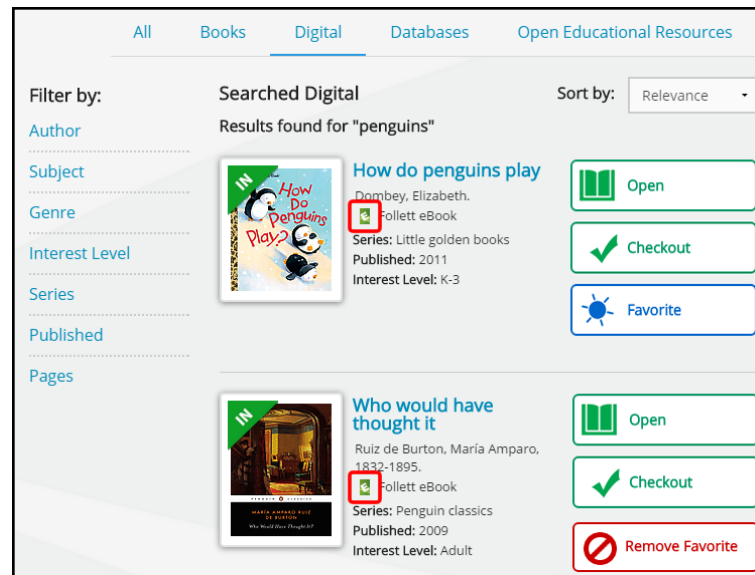 All Books Digital Databases Open Educational Resources
Filter by:
Author
Subject
Genre
Interest Level
Series
Published
Pages
Searched Digital
Sort by: Relevance
Results found for "penguins"
IN
How
Do
Penguins
Play?
How do penguins play
Dombey, Elizabeth.
Follett eBook
Series: Little golden books
Published: 2011
Interest Level: K-3
Open
Checkout
Favorite
IN
PENGUIN CLASSICS
MARÍA AMPARO RUIZ
DE BURTON
Who Would Have Thought It?
Who would have
thought it
Ruiz de Burton, María Amparo,
1832-1895.
Follett eBook
Series: Penguin classics
Published: 2009
Interest Level: Adult
Open
Checkout
Remove Favorite